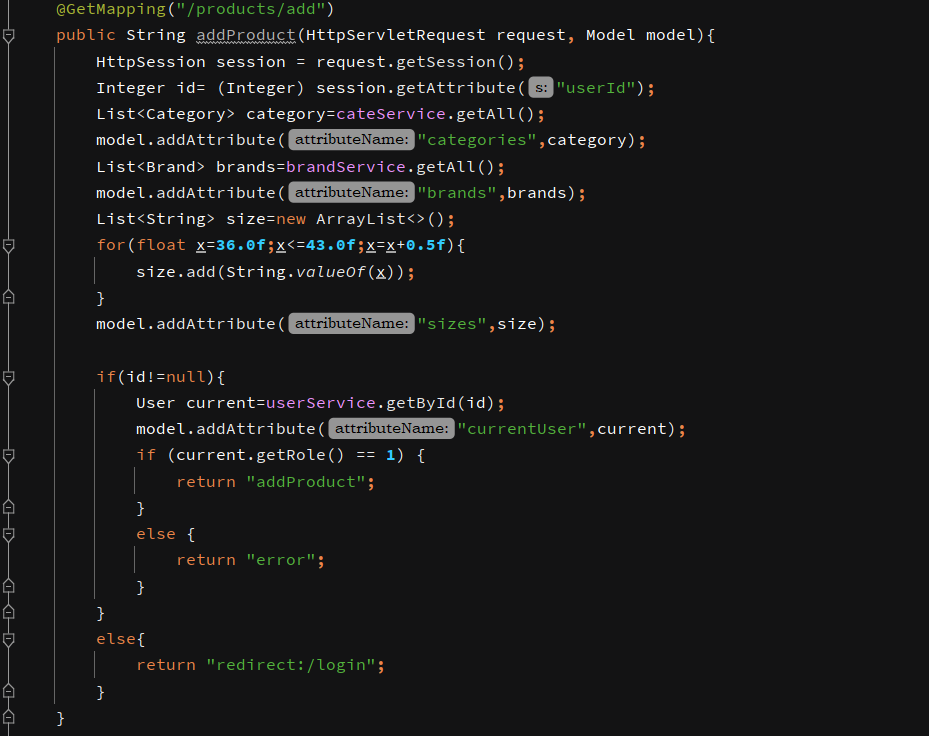 @GetMapping("/products/add")
public String addProduct(HttpServletRequest request, Model model){
HttpSession session = request.getSession();
Integer id= (Integer) session.getAttribute( s: "userId");
List<Category> category=cateService.getAll();
model.addAttribute( attributeName: "categories",category);
List<Brand> brands=brandService.getAll();
model.addAttribute( attributeName: "brands",brands);
List<String> size=new ArrayList<>();
for(float x=36.0f;x<=43.0f;x=x+0.5f){
size.add(String.valueOf(x));
}
model.addAttribute( attributeName: "sizes",size);
if(id!=null){
User current=userService.getById(id);
model.addAttribute( attributeName: "currentUser",current);
if (current.getRole() == 1) {
return "addProduct";
}
else {
return "error";
}
}
else{
return "redirect:/login";
}
}